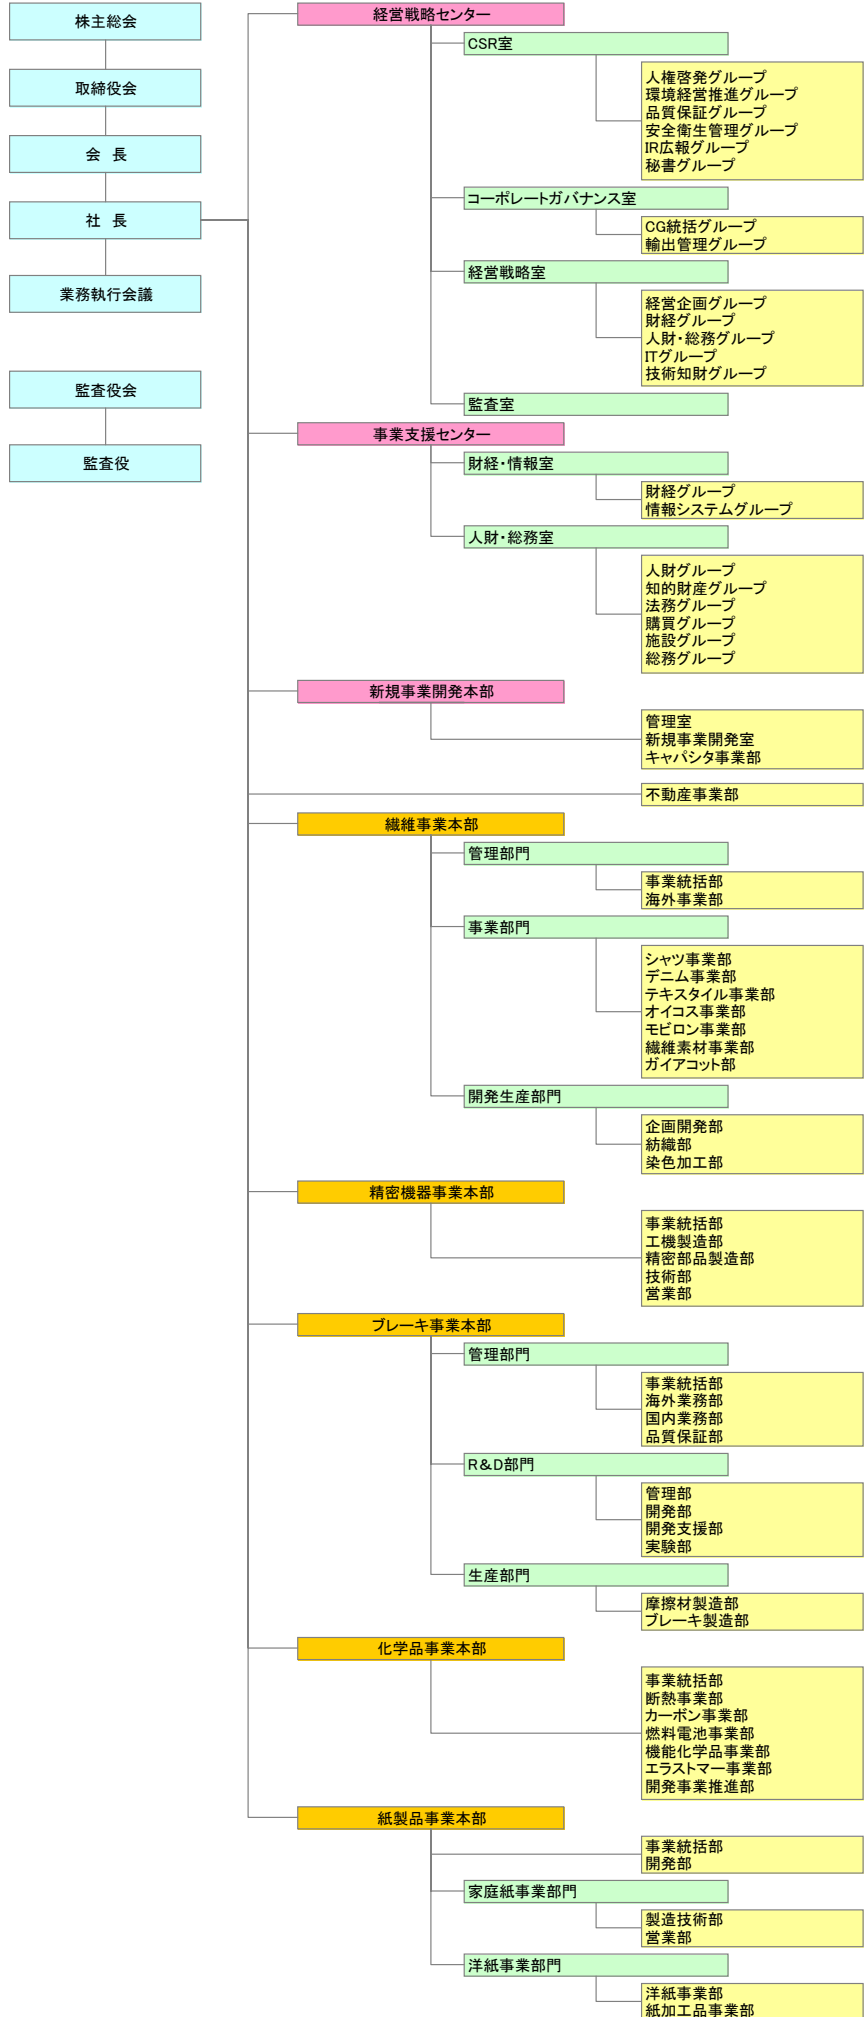 株主総会
取締役会
会 長
社 長
業務執行会議
監査役会
監査役
経営戦略センター
CSR室
人権啓発グループ
環境経営推進グループ
品質保証グループ
安全衛生管理グループ
IR広報グループ
秘書グループ
コーポレートガバナンス室
CG統括グループ
輸出管理グループ
経営戦略室
経営企画グループ
財経グループ
人財・総務グループ
ITグループ
技術知財グループ
監査室
事業支援センター
財経・情報室
財経グループ
情報システムグループ
人財・総務室
人財グループ
知的財産グループ
法務グループ
購買グループ
施設グループ
総務グループ
新規事業開発本部
管理室
新規事業開発室
キャパシタ事業部
不動産事業部
繊維事業本部
管理部門
事業統括部
海外事業部
事業部門
シャツ事業部
デニム事業部
テキスタイル事業部
オイコス事業部
モビロン事業部
繊維素材事業部
ガイアコット部
開発生産部門
企画開発部
紡織部
染色加工部
精密機器事業本部
事業統括部
工機製造部
精密部品製造部
技術部
営業部
ブレーキ事業本部
管理部門
事業統括部
海外業務部
国内業務部
品質保証部
R&D部門
管理部
開発部
開発支援部
実験部
生産部門
摩擦材製造部
ブレーキ製造部
化学品事業本部
事業統括部
断熱事業部
カーボン事業部
燃料電池事業部
機能化学品事業部
エラストマー事業部
開発事業推進部
紙製品事業本部
事業統括部
開発部
家庭紙事業部門
製造技術部
営業部
洋紙事業部門
洋紙事業部
紙加工品事業部